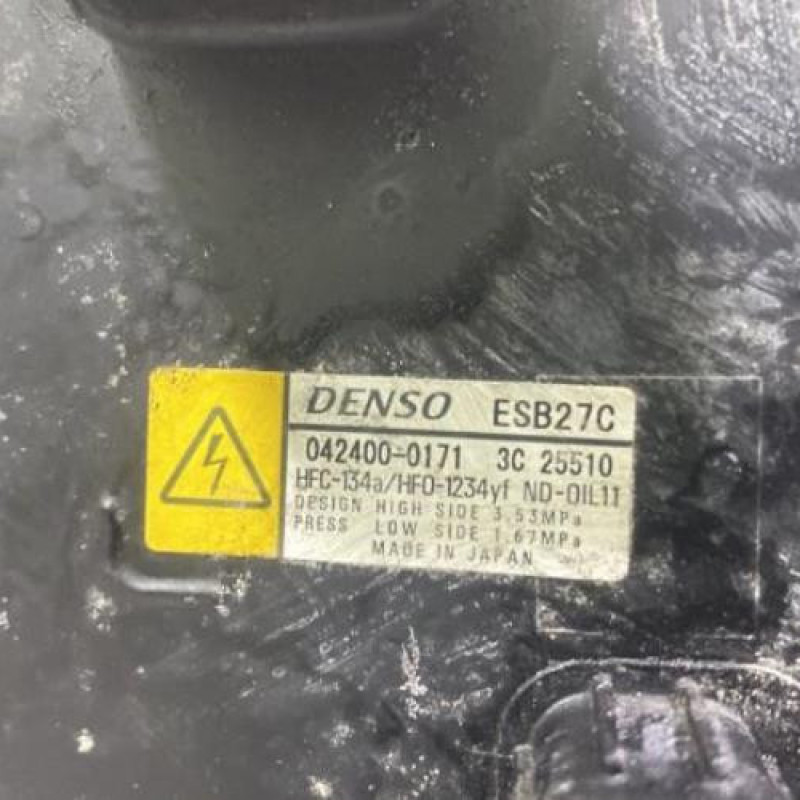 DENSO ESB27C
042400-0171 3C 25510
HFC-134a/HFO-1234yf ND-OIL11
DESIGN HIGH SIDE 3.53MPa
PRESS LOW SIDE 1.67MPa
MADE IN JAPAN